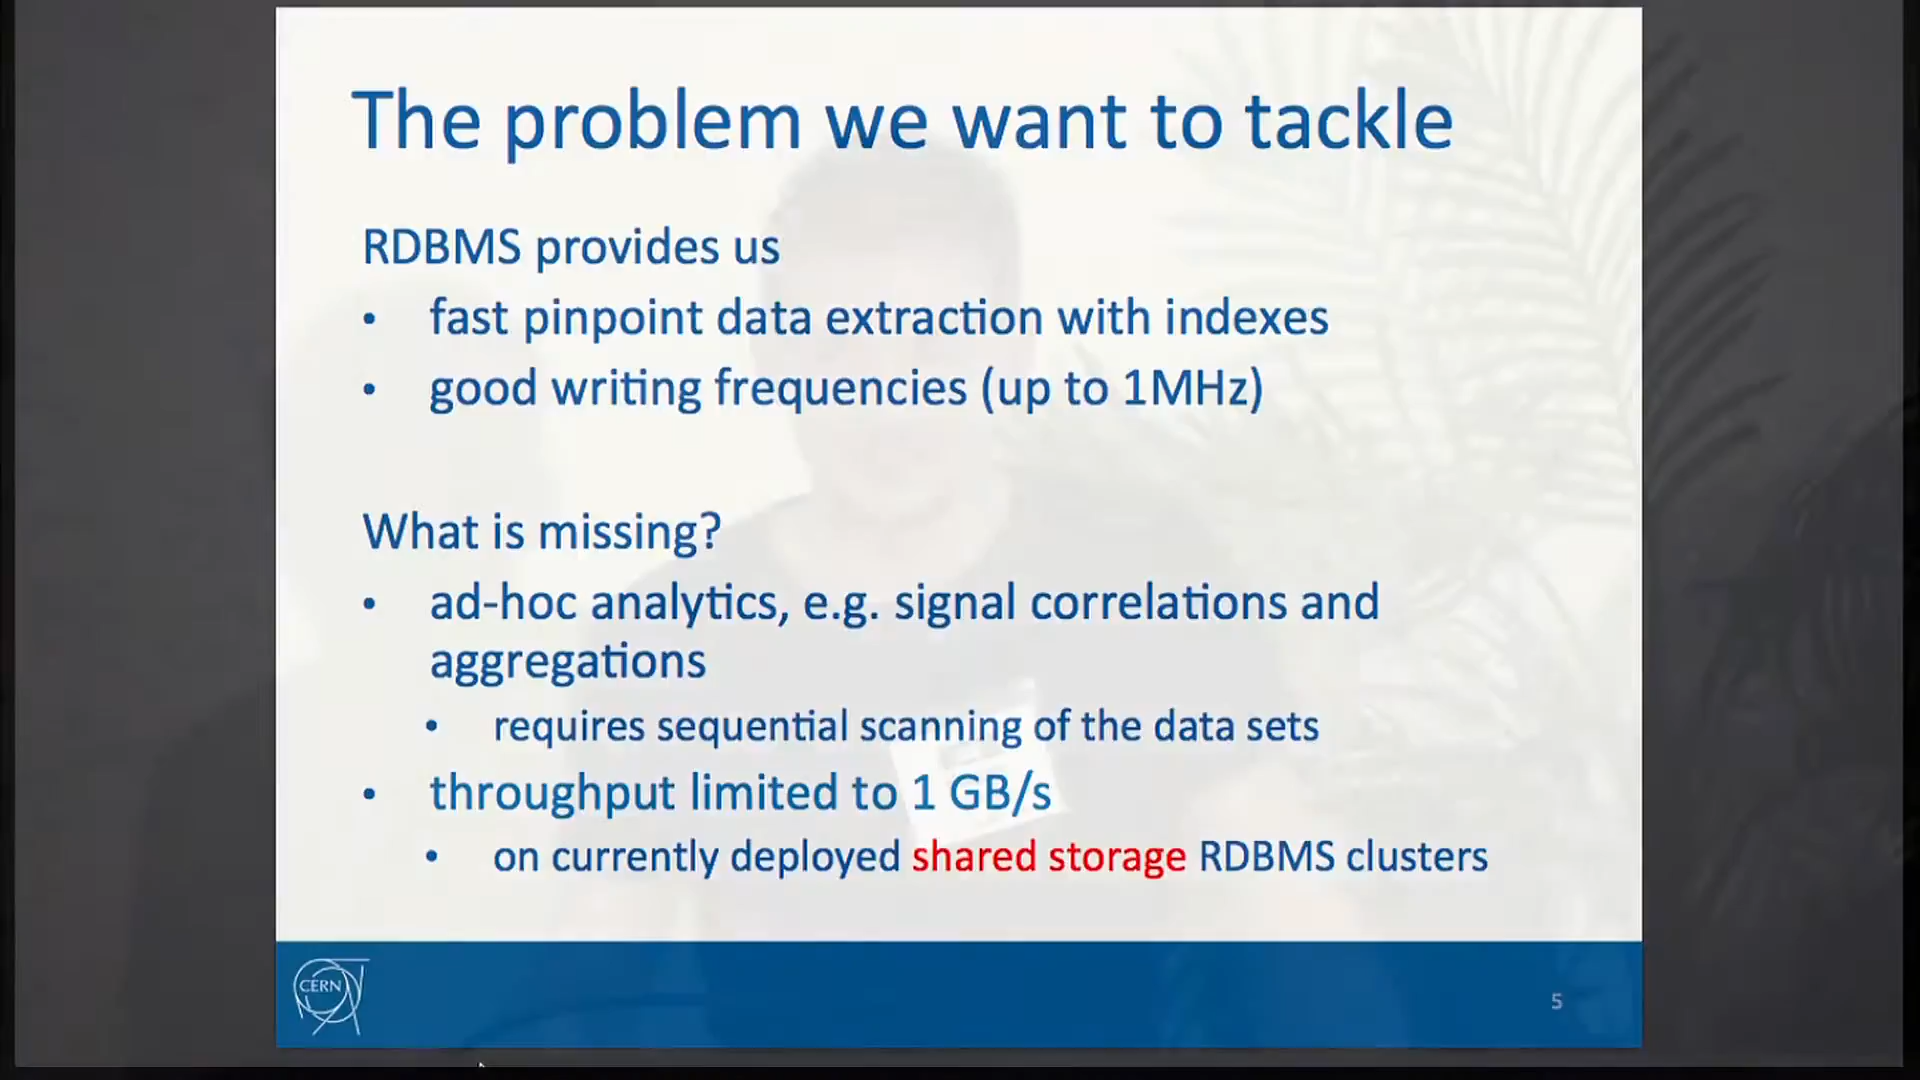 The problem we want to tackle
RDBMS provides us
• fast pinpoint data extraction with indexes
• good writing frequencies (up to 1MHz)
What is missing?
• ad-hoc analytics, e.g. signal correlations and
aggregations
• requires sequential scanning of the data sets
• throughput limited to 1 GB/s
• on currently deployed shared storage RDBMS clusters
CERN
5